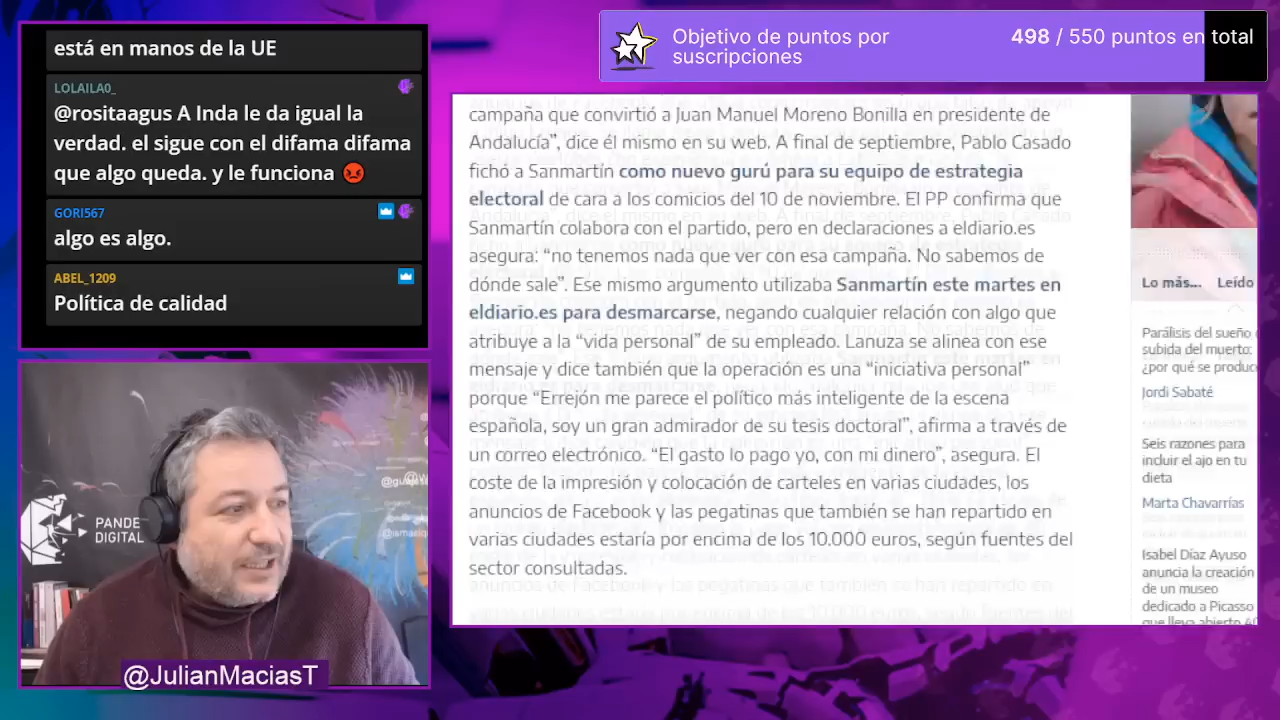 está en manos de la UE
LOLAILA0_
@rositaagus A Inda le da igual la
verdad. el sigue con el difama difama
que algo queda. y le funciona
GORI567
algo es algo.
ABEL_1209
Política de calidad
PANDE
DIGITAL
@JulianMaciasT
Objetivo de puntos por
suscripciones
498 / 550 puntos en total
campaña que convirtió a Juan Manuel Moreno Bonilla en presidente de
Andalucía”, dice él mismo en su web. A final de septiembre, Pablo Casado
fichó a Sanmartín como nuevo gurú para su equipo de estrategia
electoral de cara a los comicios del 10 de noviembre. El PP confirma que
Sanmartín colabora con el partido, pero en declaraciones a eldiario.es
asegura: “no tenemos nada que ver con esa campaña. No sabemos de
dónde sale”. Ese mismo argumento utilizaba Sanmartín este martes en
eldiario.es para desmarcarse, negando cualquier relación con algo que
atribuye a la “vida personal” de su empleado. Lanuza se alinea con ese
mensaje y dice también que la operación es una “iniciativa personal”
porque “Errejón me parece el político más inteligente de la escena
española, soy un gran admirador de su tesis doctoral”, afirma a través de
un correo electrónico. “El gasto lo pago yo, con mi dinero”, asegura. El
coste de la impresión y colocación de carteles en varias ciudades, los
anuncios de Facebook y las pegatinas que también se han repartido en
varias ciudades estaría por encima de los 10.000 euros, según fuentes del
sector consultadas.
Lo más... Leído
Parálisis del sueño
subida del muerto:
¿por qué se produce
Jordi Sabaté
Seis razones para
incluir el ajo en tu
dieta
Marta Chavarrías
Isabel Díaz Ayuso
anuncia la creación
de un museo
dedicado a Picasso
que lleva abierto